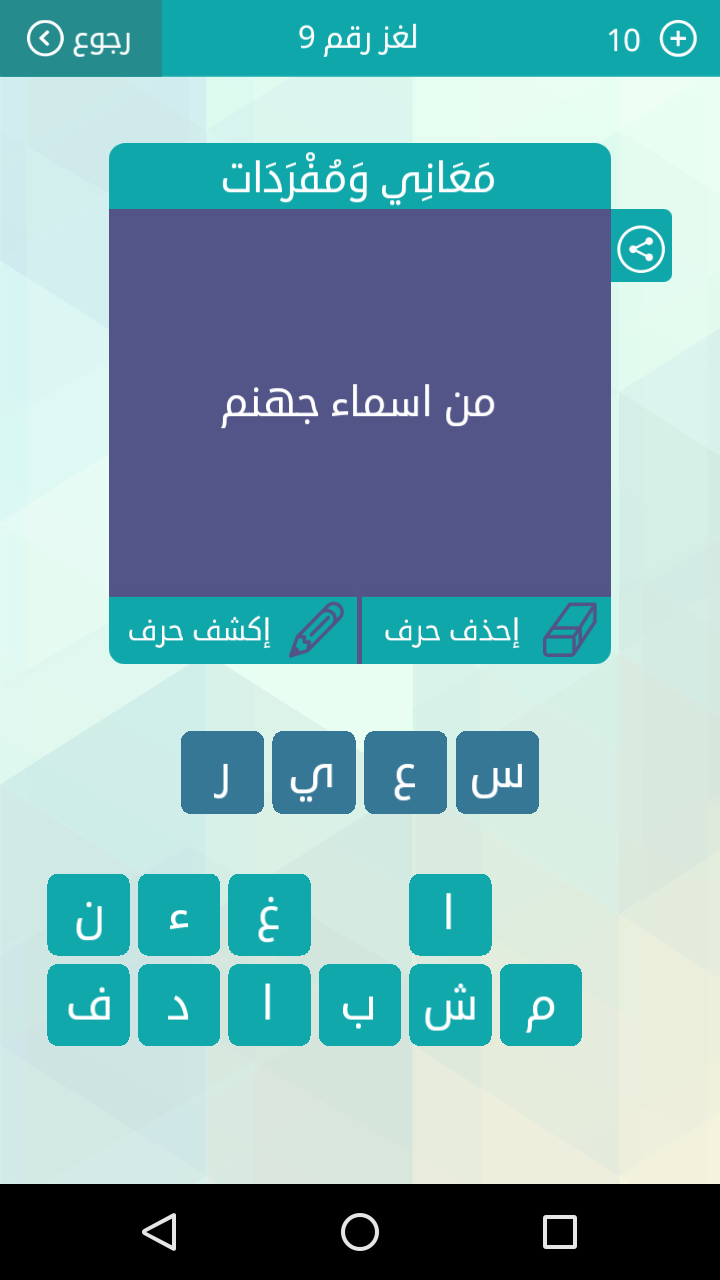 رجوع لغز رقم 9 10
مَعَانِي وَمُفْرَدَات
من اسماء جهنم
إحذف حرف إكشف حرف
س ع ي ر
ا غ ء ن
م ش ب ا د ف